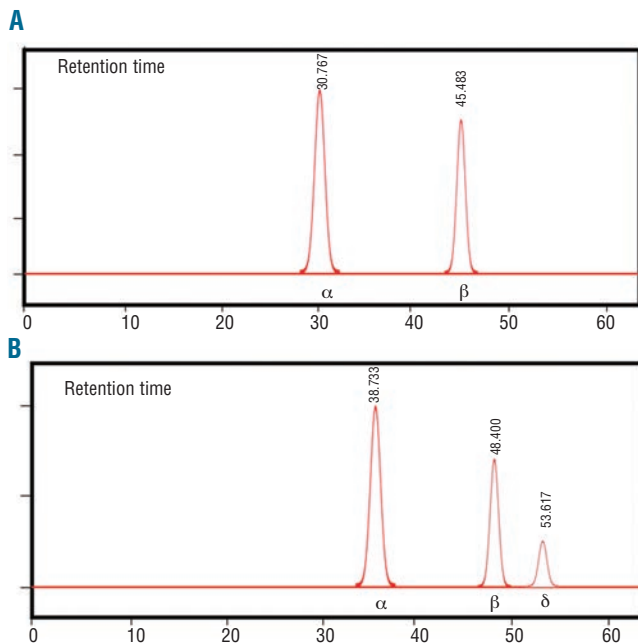 A
Retention time
30.767
45.483
α
β
0 10 20 30 40 50 60
B
Retention time
38.733
48.400
53.617
α
β
δ
0 10 20 30 40 50 60